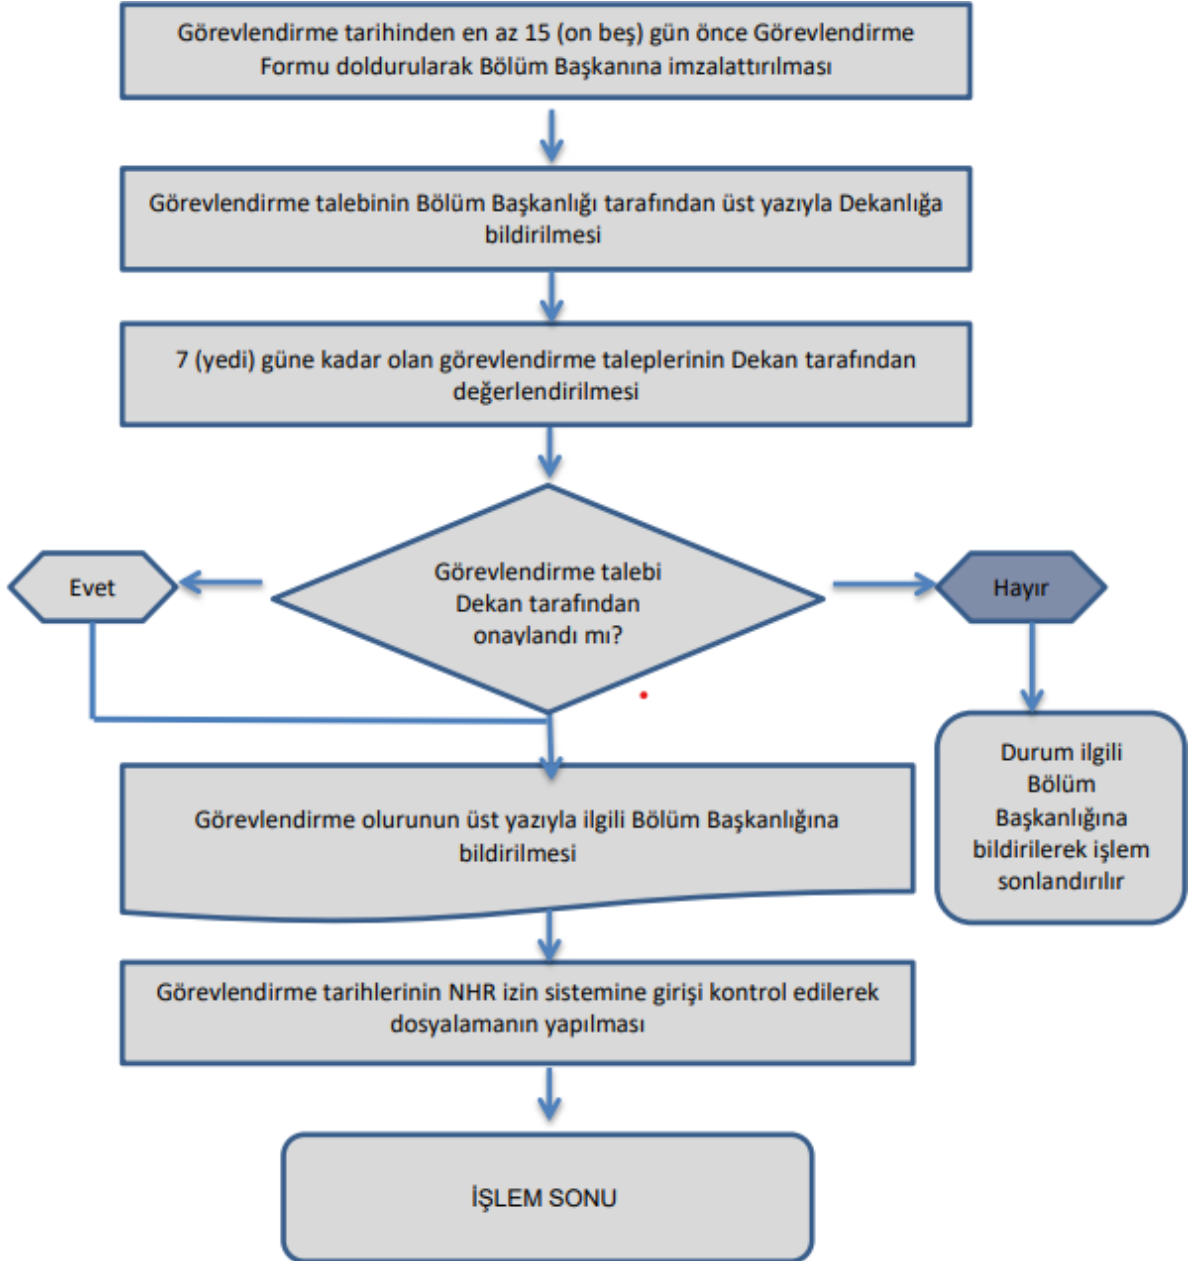 Görevlendirme tarihinden en az 15 (on beş) gün önce Görevlendirme
Formu doldurularak Bölüm Başkanına imzalattırılması
Görevlendirme talebinin Bölüm Başkanlığı tarafından üst yazıyla Dekanlığa
bildirilmesi
7 (yedi) güne kadar olan görevlendirme taleplerinin Dekan tarafından
değerlendirilmesi
Görevlendirme talebi
Dekan tarafından
onaylandı mı?
Evet
Hayır
Durum ilgili
Bölüm
Başkanlığına
bildirilerek işlem
sonlandırılır
Görevlendirme olurunun üst yazıyla ilgili Bölüm Başkanlığına
bildirilmesi
Görevlendirme tarihlerinin NHR izin sistemine girişi kontrol edilerek
dosyalamanın yapılması
İŞLEM SONU